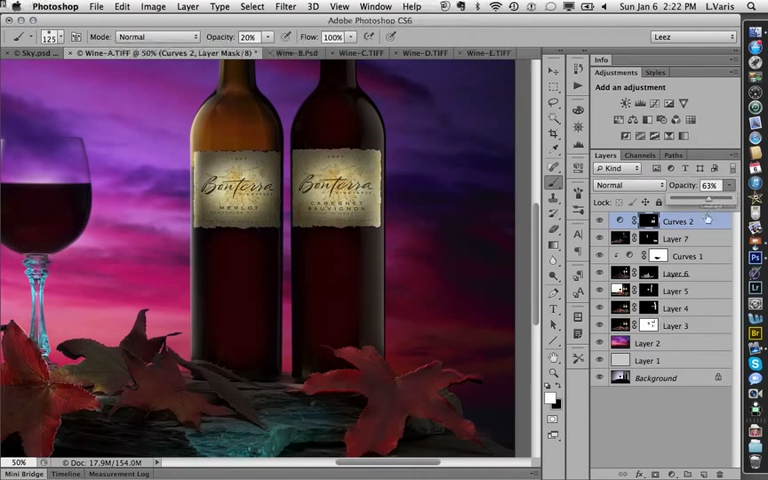 Photoshop File Edit Image Layer Type Select Filter 3D View Window Help Sun Jan 6 2:22 PM L.Varis
Adobe Photoshop CS6
125 Mode: Normal Opacity: 20% Flow: 100% Leez
× © Sky.psd ... × © Wine-A.TIFF @ 50% (Curves 2, Layer Mask/8) * Wine-B.Psd × Wine-C.TIFF × Wine-D.TIFF × Wine-E.TIFF
Info
Adjustments Styles
Add an adjustment
Layers Channels Paths
Kind
Normal Opacity: 63%
Lock:
Curves 2
Layer 7
Curves 1
Layer 6
Layer 5
Layer 4
Layer 3
Layer 2
Layer 1
Background
Bonterra
MERLOT
Bonterra
CABERNET
SAUVIGNON
50% Doc: 17.9M/154.0M
Mini Bridge Timeline Measurement Log